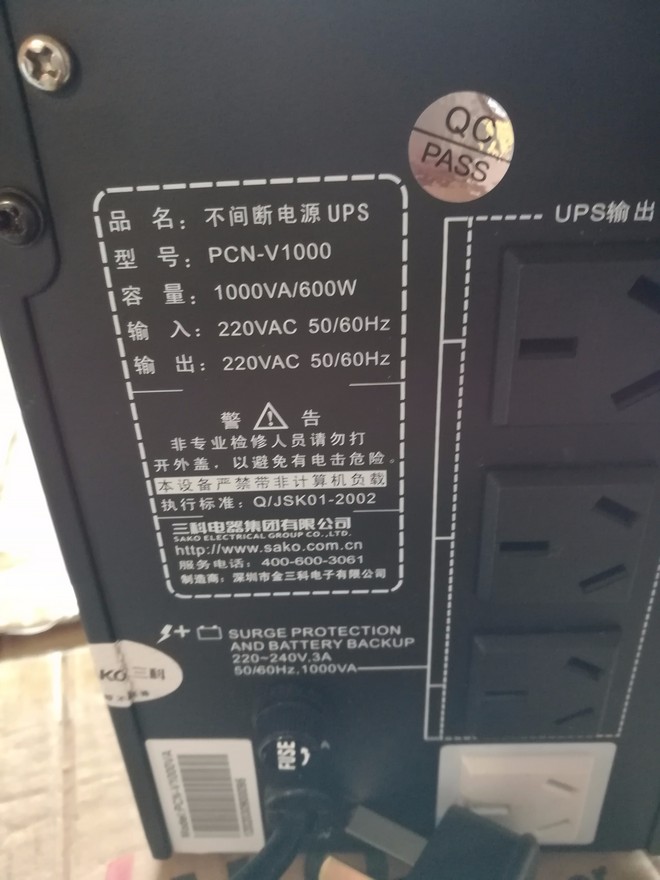 QC
PASS
品 名：不间断电源 UPS
型 号：PCN-V1000
容 量：1000VA/600W
输 入：220VAC 50/60Hz
输 出：220VAC 50/60Hz
警 告
非专业检修人员请勿打
开外盖，以避免有电击危险。
本设备严禁带非计算机负载
执行标准：Q/JSK01-2002
三科电器集团有限公司
SAKO ELECTRICAL GROUP CO.,LTD.
http://www.sako.com.cn
服务电话：400-600-3061
制造商：深圳市金三科电子有限公司
UPS输出
SURGE PROTECTION
AND BATTERY BACKUP
220~240V,3A
50/60Hz,1000VA
KO 三科
FUSE
Model:PCN-V1000VA